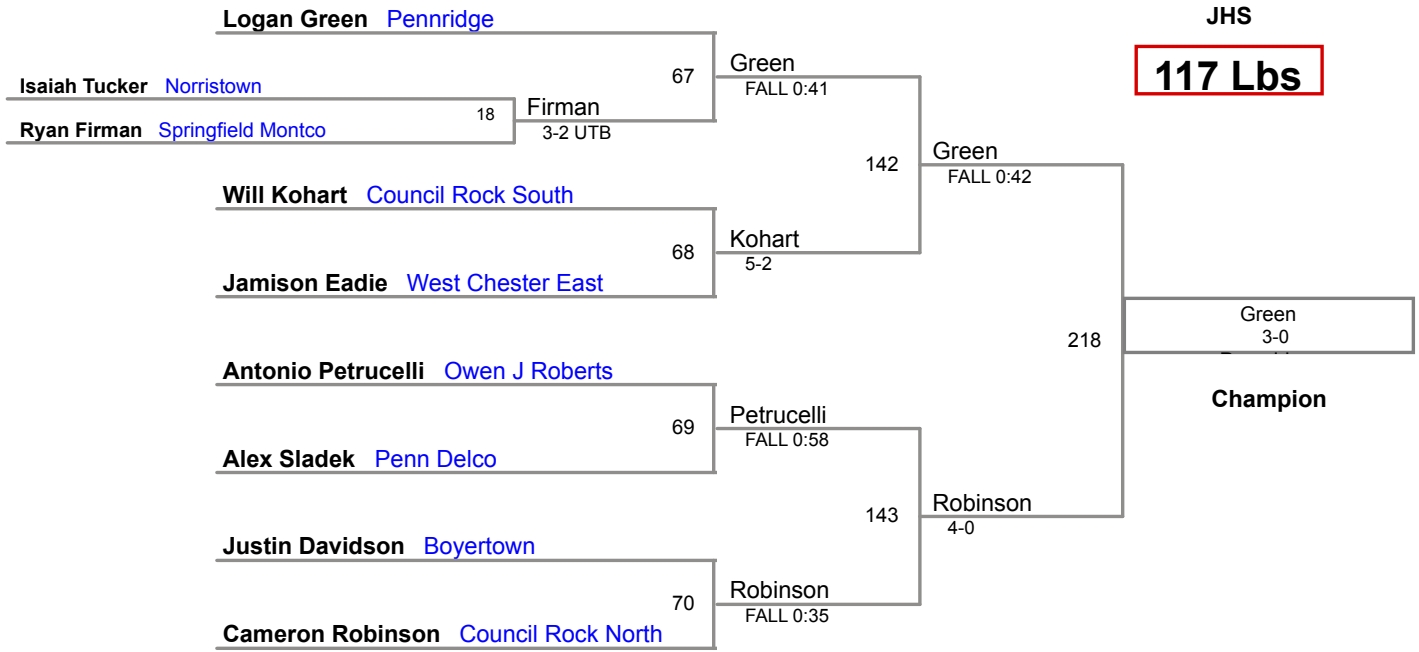 Logan Green Pennridge
JHS
117 Lbs
67
Green
FALL 0:41
Isaiah Tucker Norristown
18
Firman
3-2 UTB
Ryan Firman Springfield Montco
142
Green
FALL 0:42
Will Kohart Council Rock South
68
Kohart
5-2
Jamison Eadie West Chester East
218
Green
3-0
Champion
Antonio Petrucelli Owen J Roberts
69
Petrucelli
FALL 0:58
Alex Sladek Penn Delco
143
Robinson
4-0
Justin Davidson Boyertown
70
Robinson
FALL 0:35
Cameron Robinson Council Rock North